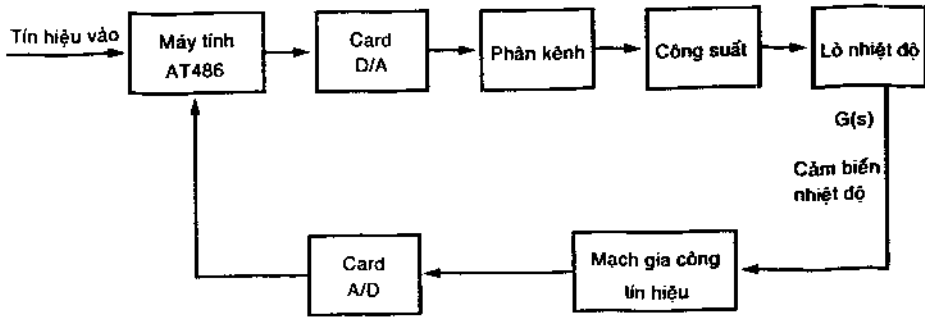 Tín hiệu vào
Máy tính
AT486
Card
D/A
Phân kênh
Công suất
Lò nhiệt độ
G(s)
Cảm biến
nhiệt độ
Mạch gia công
tín hiệu
Card
A/D